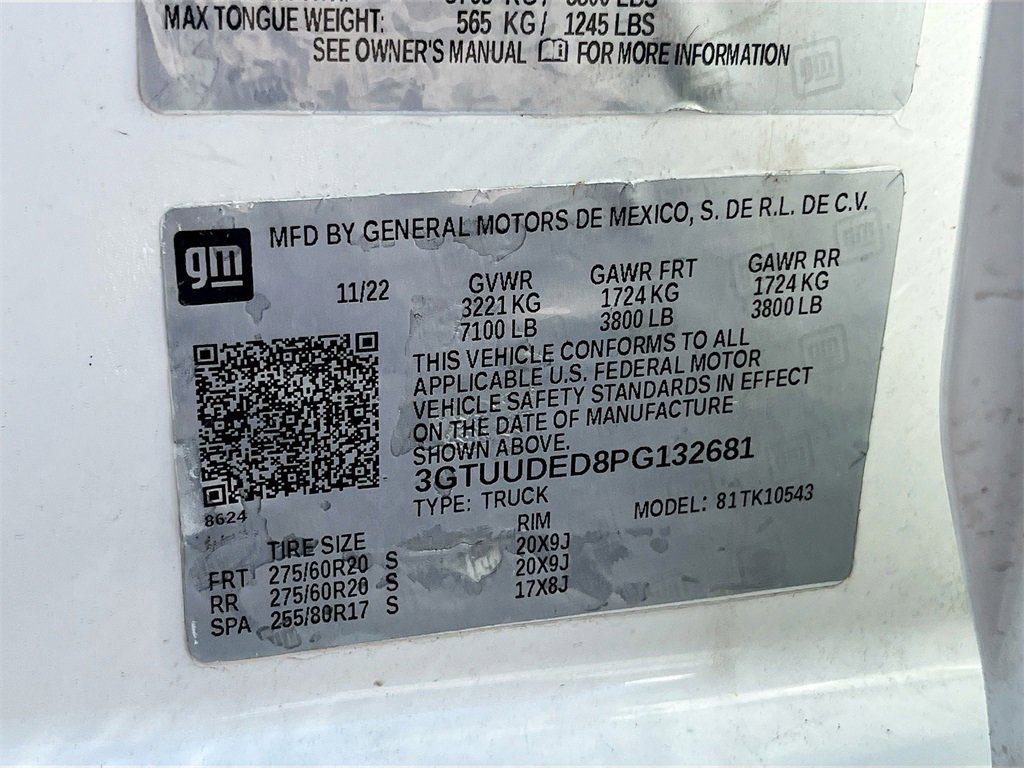 MAX TONGUE WEIGHT: 565 KG/ 1245 LBS
SEE OWNER'S MANUAL FOR MORE INFORMATION
gm
gm
MFD BY GENERAL MOTORS DE MEXICO, S. DE R.L. DE C.V.
11/22 GVWR GAWR FRT GAWR RR
3221 KG 1724 KG 1724 KG
7100 LB 3800 LB 3800 LB
THIS VEHICLE CONFORMS TO ALL
APPLICABLE U.S. FEDERAL MOTOR
VEHICLE SAFETY STANDARDS IN EFFECT
ON THE DATE OF MANUFACTURE
SHOWN ABOVE.
3GTUUDED8PG132681
TYPE: TRUCK MODEL: 81TK10543
8624
TIRE SIZE RIM
FRT 275/60R20 S 20X9J
RR 275/60R20 S 20X9J
SPA 255/80R17 S 17X8J